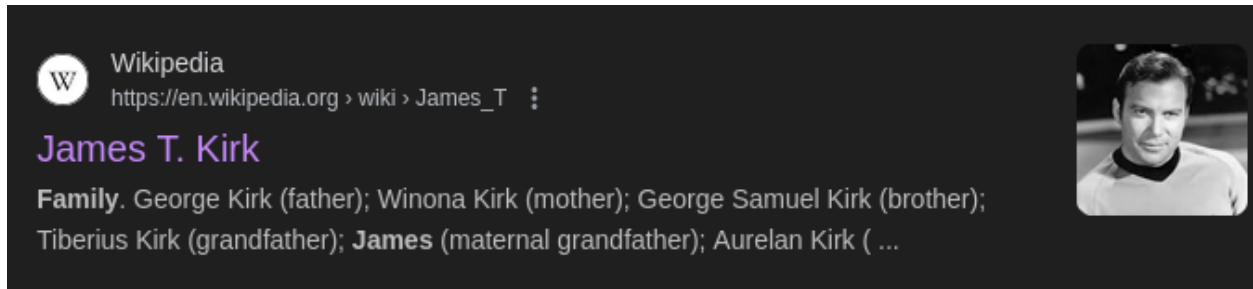 W
Wikipedia
https://en.wikipedia.org › wiki › James_T
James T. Kirk
Family. George Kirk (father); Winona Kirk (mother); George Samuel Kirk (brother);
Tiberius Kirk (grandfather); James (maternal grandfather); Aurelan Kirk ( ...